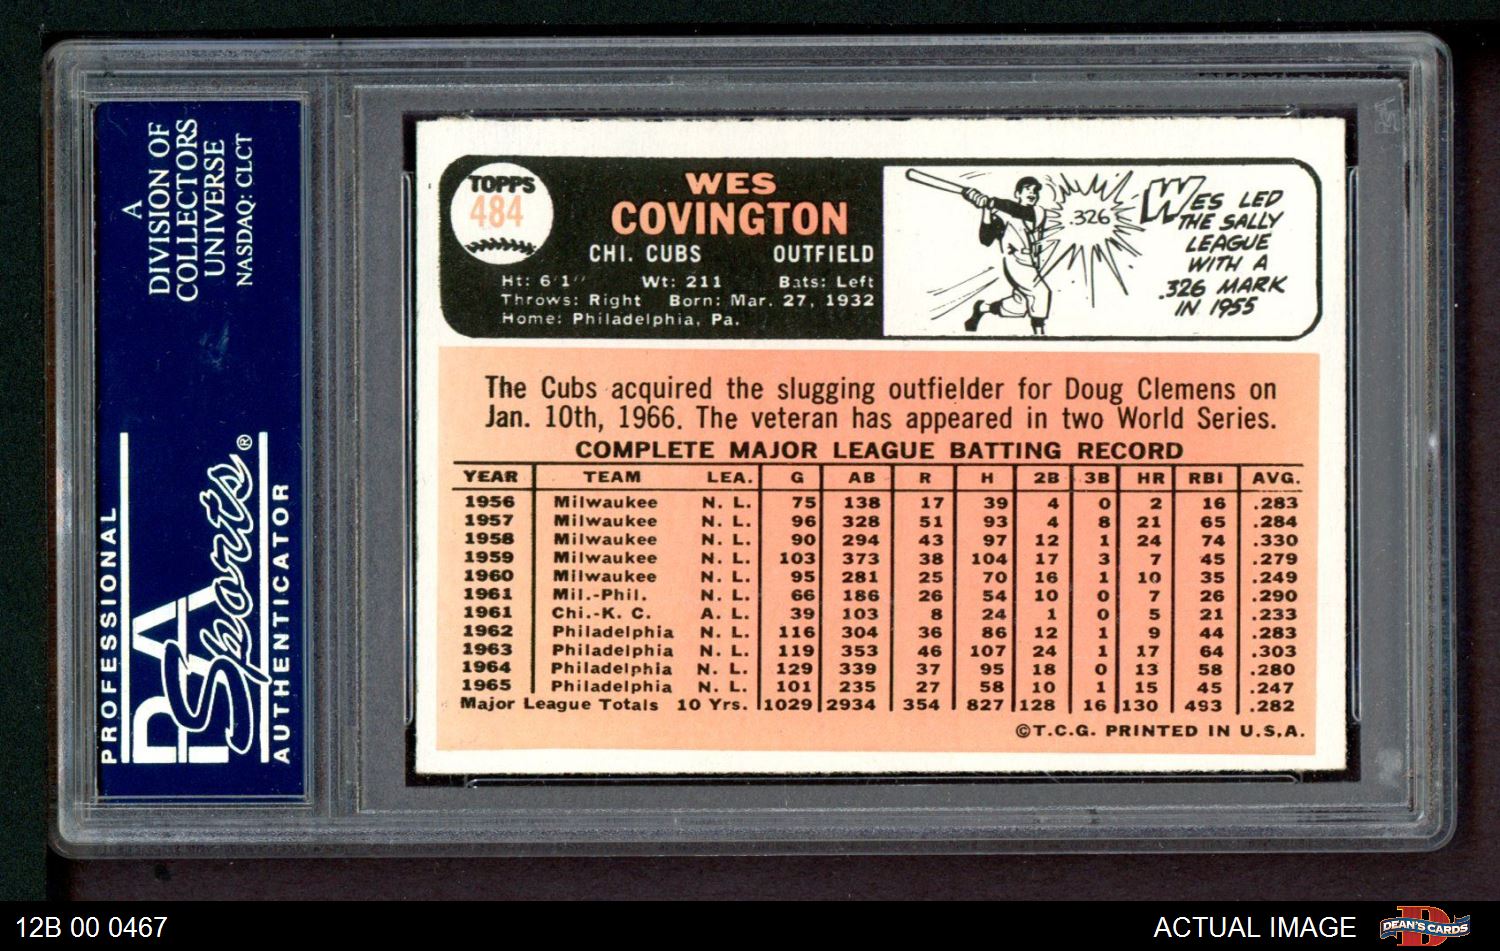 A
DIVISION OF
COLLECTORS
UNIVERSE
NASDAQ: CLCT
PROFESSIONAL
PSA
Sports®
AUTHENTICATOR
TOPPS
484
WES
COVINGTON
CHI. CUBS OUTFIELD
Ht: 6'1" Wt: 211 Bats: Left
Throws: Right Born: Mar. 27, 1932
Home: Philadelphia, Pa.
.326
WES LED
THE SALLY
LEAGUE
WITH A
.326 MARK
IN 1955
The Cubs acquired the slugging outfielder for Doug Clemens on
Jan. 10th, 1966. The veteran has appeared in two World Series.
COMPLETE MAJOR LEAGUE BATTING RECORD
YEAR TEAM LEA. G AB R H 2B 3B HR RBI AVG.
1956 Milwaukee N. L. 75 138 17 39 4 0 2 16 .283
1957 Milwaukee N. L. 96 328 51 93 4 8 21 65 .284
1958 Milwaukee N. L. 90 294 43 97 12 1 24 74 .330
1959 Milwaukee N. L. 103 373 38 104 17 3 7 45 .279
1960 Milwaukee N. L. 95 281 25 70 16 1 10 35 .249
1961 Mil.-Phil. N. L. 66 186 26 54 10 0 7 26 .290
1961 Chi.-K. C. A. L. 39 103 8 24 1 0 5 21 .233
1962 Philadelphia N. L. 116 304 36 86 12 1 9 44 .283
1963 Philadelphia N. L. 119 353 46 107 24 1 17 64 .303
1964 Philadelphia N. L. 129 339 37 95 18 0 13 58 .280
1965 Philadelphia N. L. 101 235 27 58 10 1 15 45 .247
Major League Totals 10 Yrs. 1029 2934 354 827 128 16 130 493 .282
©T.C.G. PRINTED IN U.S.A.
12B 00 0467
ACTUAL IMAGE
D
DEAN'S CARDS